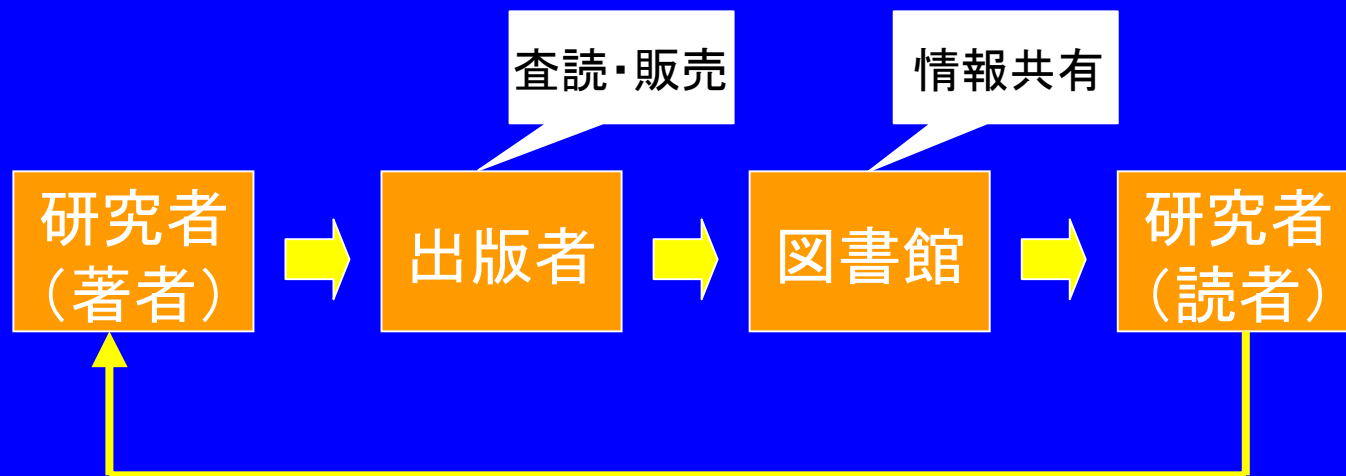 査読・販売
情報共有
研究者
（著者）
出版者
図書館
研究者
（読者）